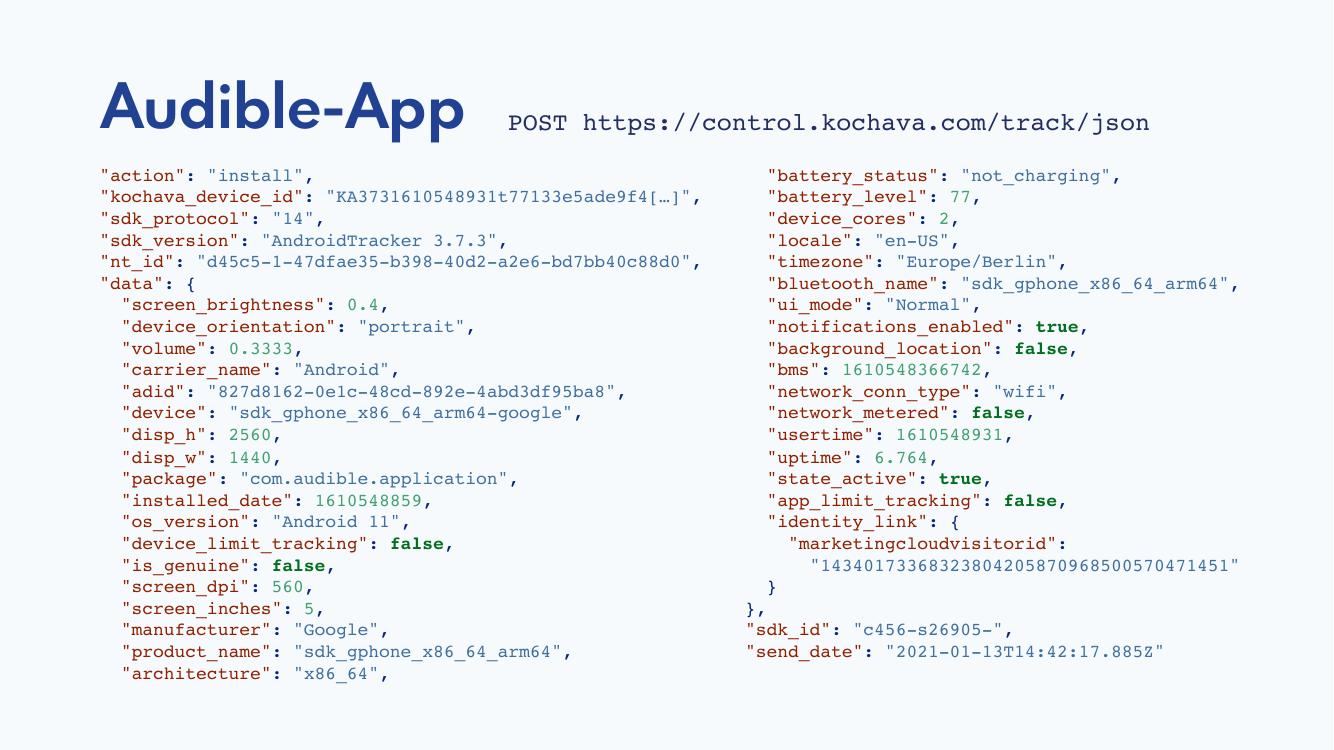 Audible-App
POST https://control.kochava.com/track/json
"action": "install",
"kochava_device_id": "KA3731610548931t77133e5ade9f4[…]",
"sdk_protocol": "14",
"sdk_version": "AndroidTracker 3.7.3",
"nt_id": "d45c5-1-47dfae35-b398-40d2-a2e6-bd7bb40c88d0",
"data": {
"screen_brightness": 0.4,
"device_orientation": "portrait",
"volume": 0.3333,
"carrier_name": "Android",
"adid": "827d8162-0e1c-48cd-892e-4abd3df95ba8",
"device": "sdk_gphone_x86_64_arm64-google",
"disp_h": 2560,
"disp_w": 1440,
"package": "com.audible.application",
"installed_date": 1610548859,
"os_version": "Android 11",
"device_limit_tracking": false,
"is_genuine": false,
"screen_dpi": 560,
"screen_inches": 5,
"manufacturer": "Google",
"product_name": "sdk_gphone_x86_64_arm64",
"architecture": "x86_64",
"battery_status": "not_charging",
"battery_level": 77,
"device_cores": 2,
"locale": "en-US",
"timezone": "Europe/Berlin",
"bluetooth_name": "sdk_gphone_x86_64_arm64",
"ui_mode": "Normal",
"notifications_enabled": true,
"background_location": false,
"bms": 1610548366742,
"network_conn_type": "wifi",
"network_metered": false,
"usertime": 1610548931,
"uptime": 6.764,
"state_active": true,
"app_limit_tracking": false,
"identity_link": {
"marketingcloudvisitorid":
"14340173368323804205870968500570471451"
}
},
"sdk_id": "c456-s26905-",
"send_date": "2021-01-13T14:42:17.885Z"